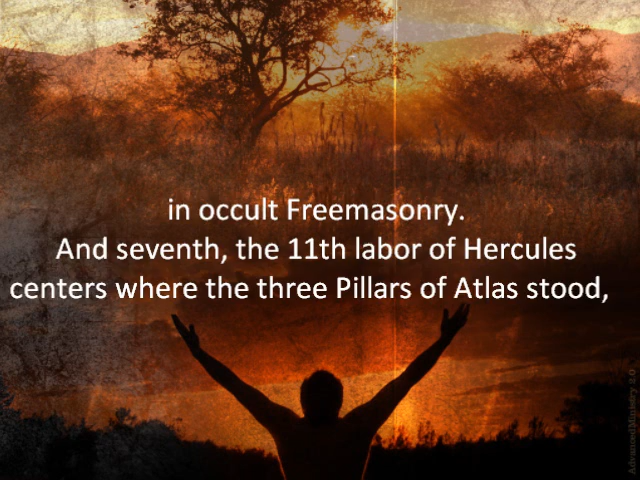 in occult Freemasonry.
And seventh, the 11th labor of Hercules
centers where the three Pillars of Atlas stood,